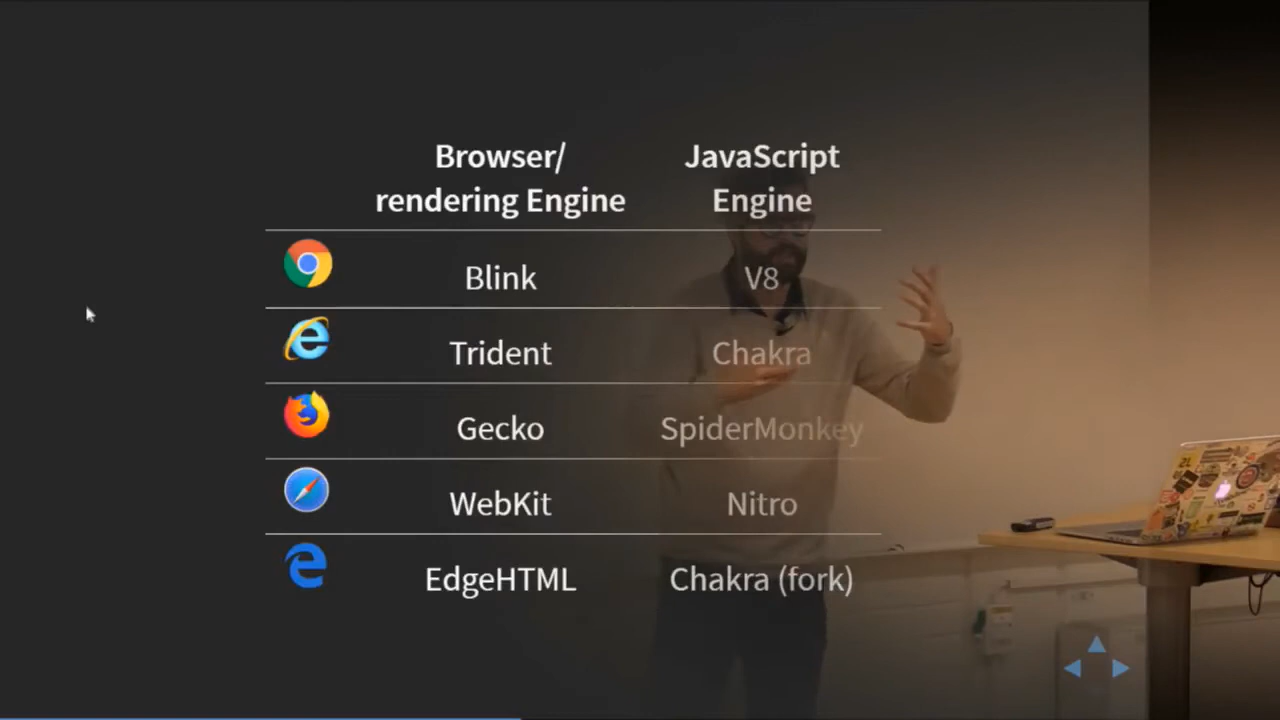 Browser/ JavaScript
rendering Engine Engine
Blink V8
Trident Chakra
Gecko SpiderMonkey
WebKit Nitro
EdgeHTML Chakra (fork)